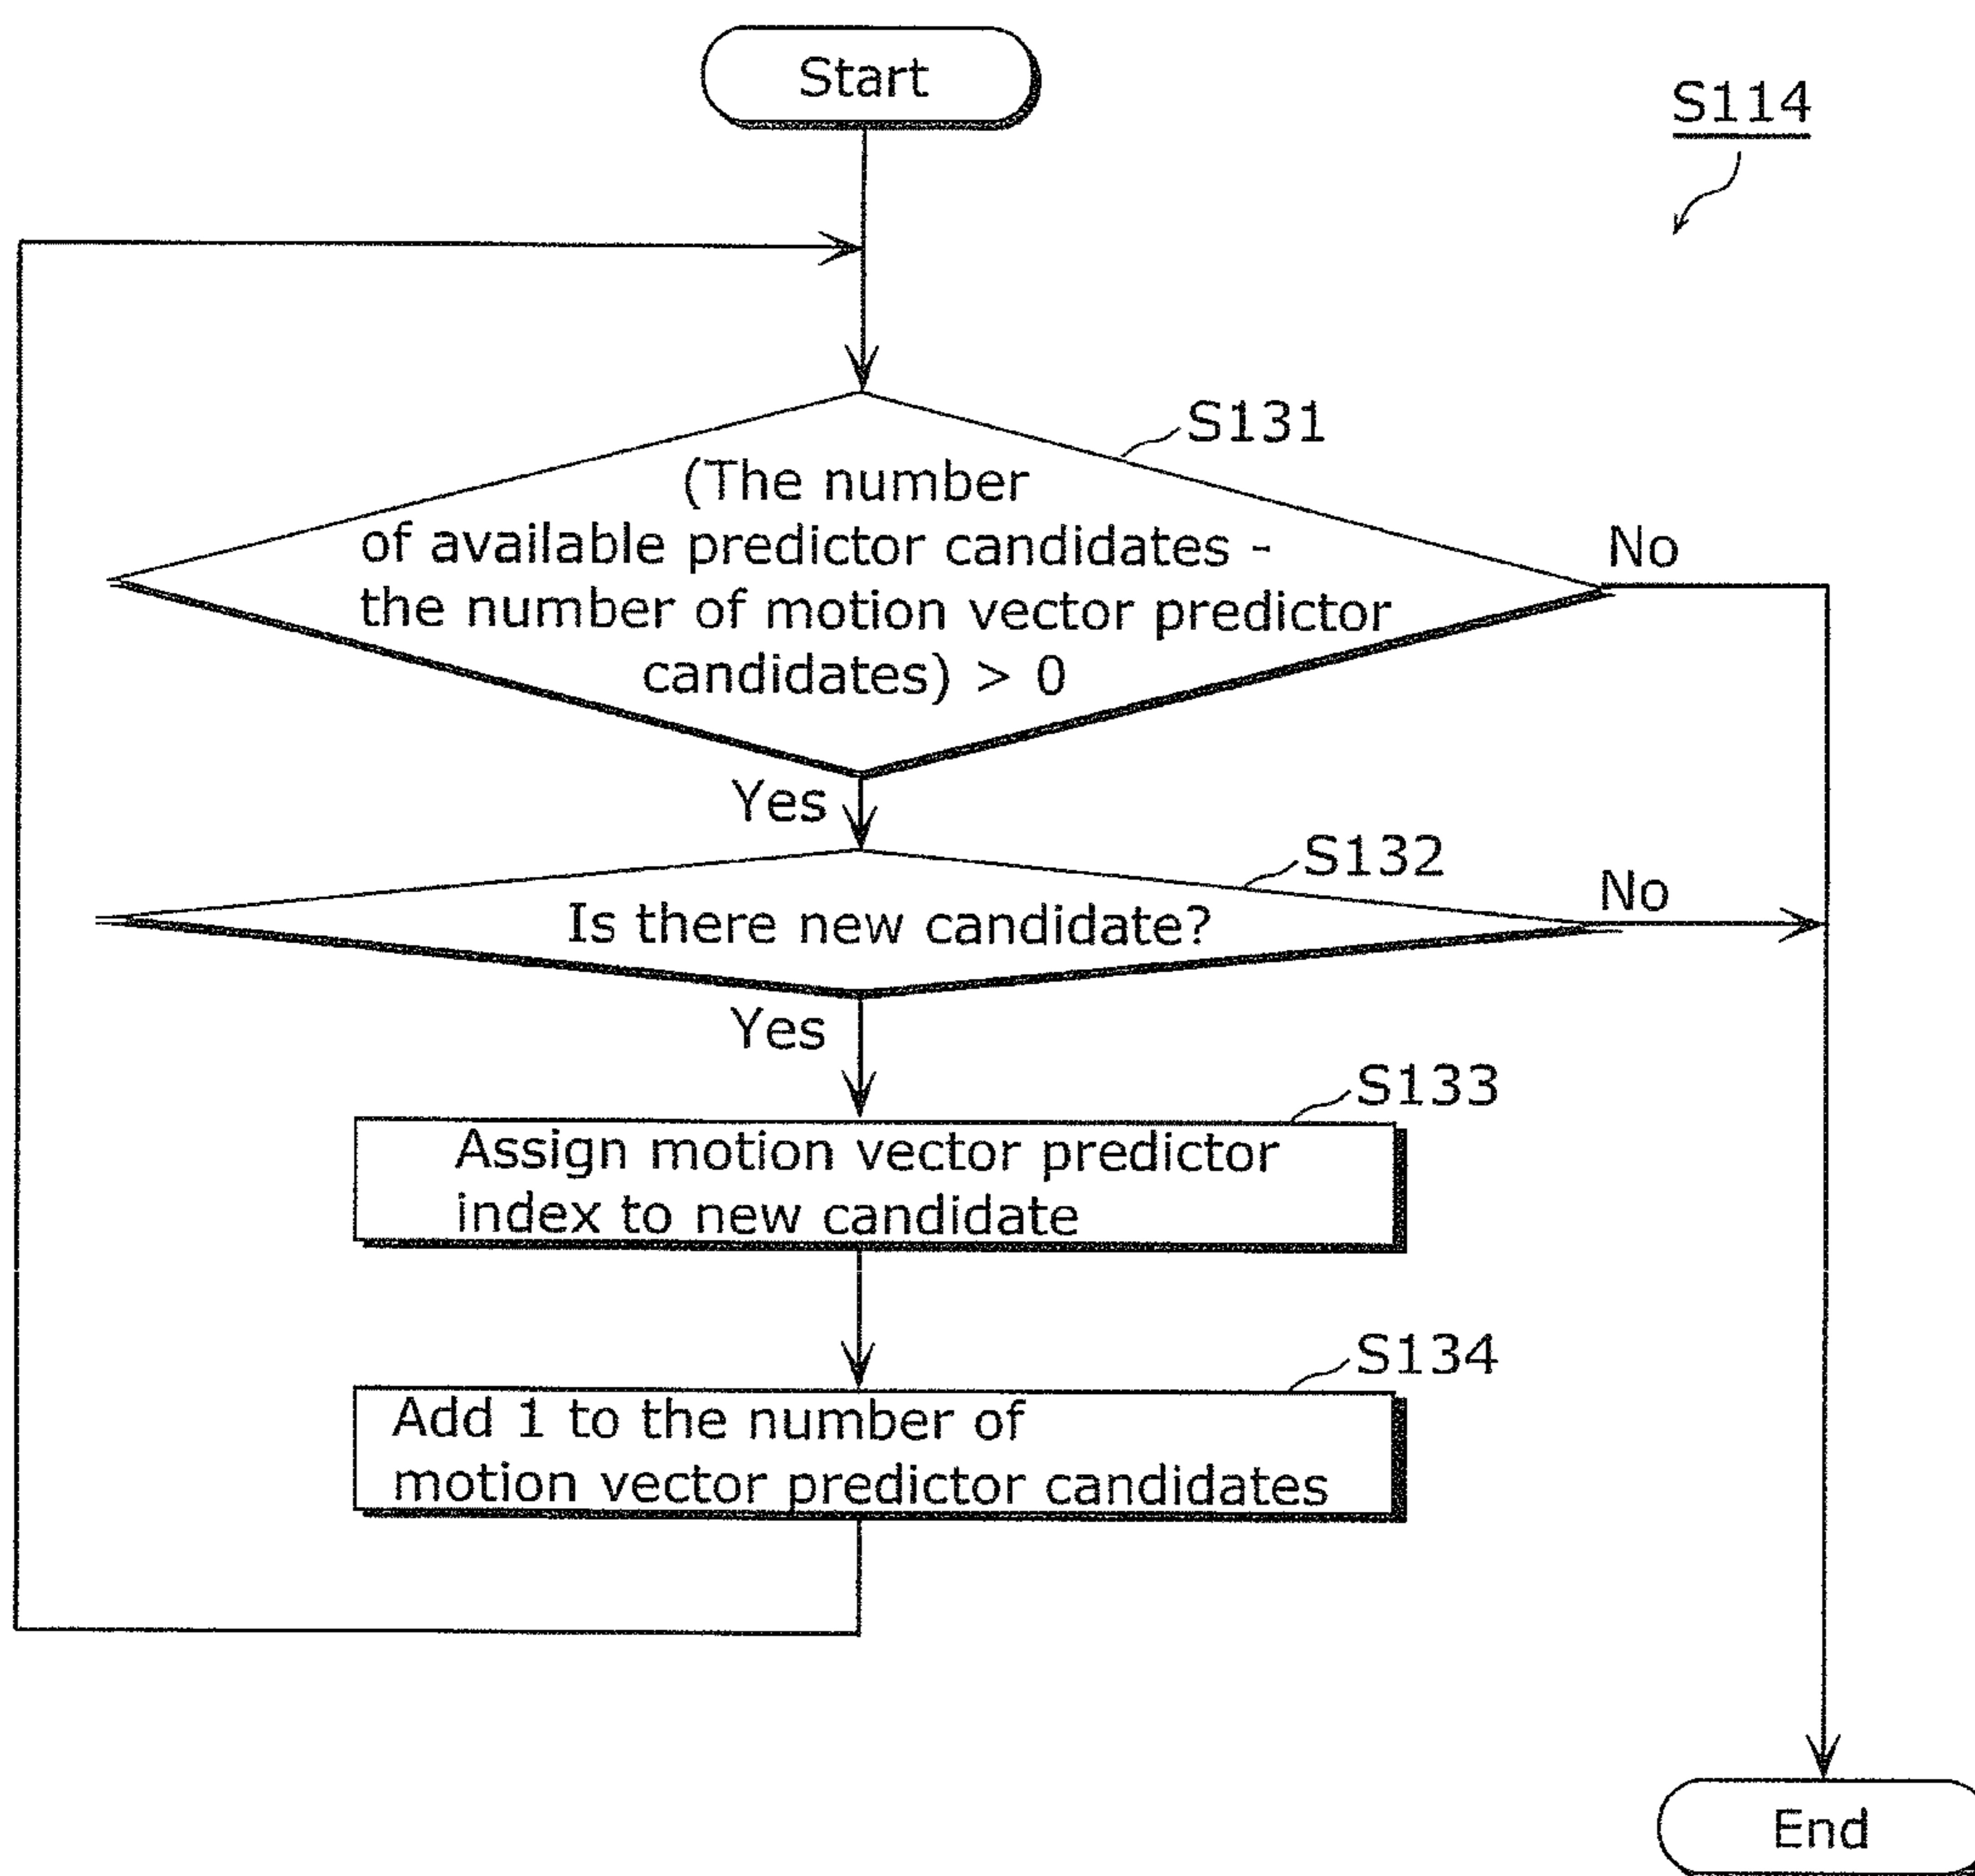 Start
S114
S131
(The number
of available predictor candidates -
the number of motion vector predictor
candidates) > 0
No
Yes
S132
Is there new candidate?
No
Yes
S133
Assign motion vector predictor
index to new candidate
S134
Add 1 to the number of
motion vector predictor candidates
End